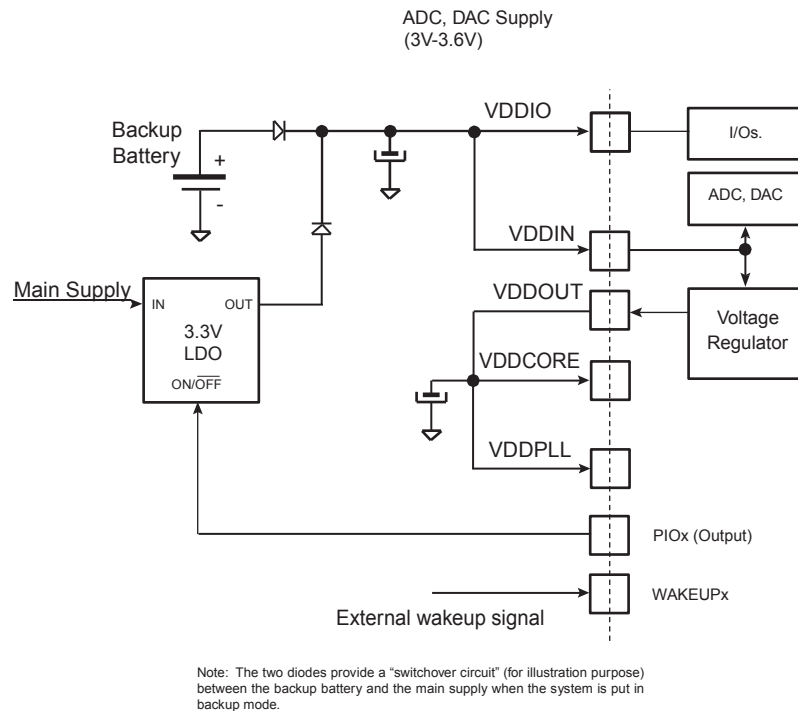 ADC, DAC Supply
(3V-3.6V)
VDDIO
I/Os.
Backup
Battery
+
-
ADC, DAC
VDDIN
Main Supply
IN
OUT
3.3V
LDO
ON/OFF
VDDOUT
Voltage
Regulator
VDDCORE
VDDPLL
PIOx (Output)
WAKEUPx
External wakeup signal
Note: The two diodes provide a “switchover circuit” (for illustration purpose)
between the backup battery and the main supply when the system is put in
backup mode.